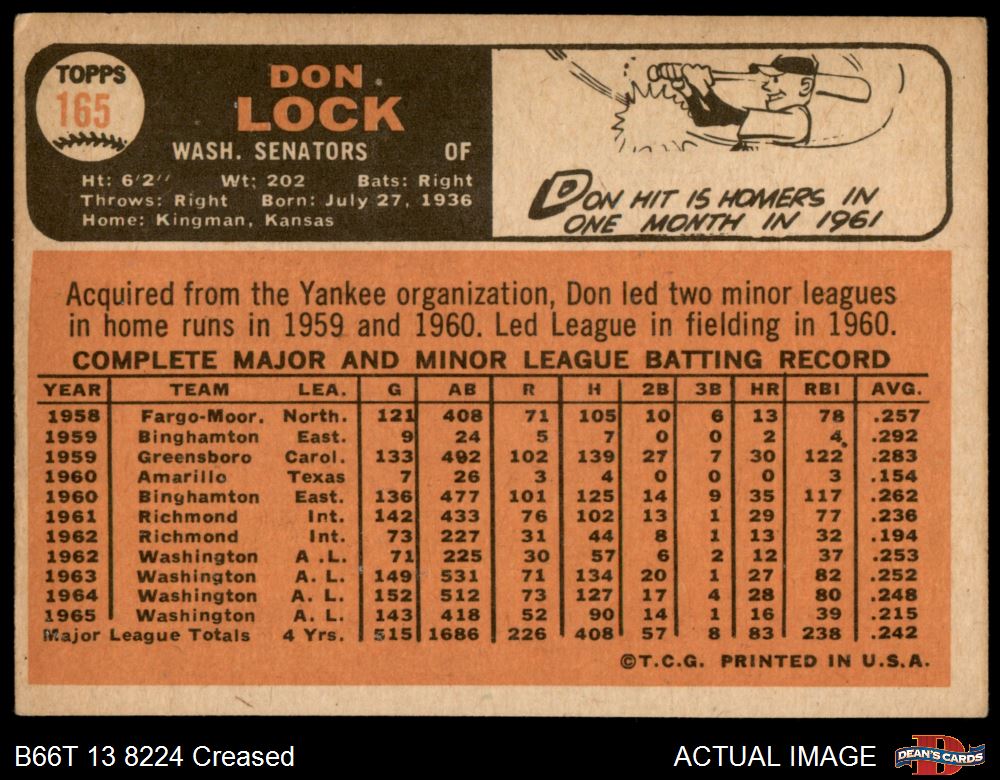 TOPPS
165
DON
LOCK
WASH. SENATORS OF
Ht: 6'2" Wt: 202 Bats: Right
Throws: Right Born: July 27, 1936
Home: Kingman, Kansas
DON HIT 15 HOMERS IN
ONE MONTH IN 1961
Acquired from the Yankee organization, Don led two minor leagues
in home runs in 1959 and 1960. Led League in fielding in 1960.
COMPLETE MAJOR AND MINOR LEAGUE BATTING RECORD
YEAR TEAM LEA. G AB R H 2B 3B HR RBI AVG.
1958 Fargo-Moor. North. 121 408 71 105 10 6 13 78 .257
1959 Binghamton East. 9 24 5 7 0 0 2 4 .292
1959 Greensboro Carol. 133 492 102 139 27 7 30 122 .283
1960 Amarillo Texas 7 26 3 4 0 0 0 3 .154
1960 Binghamton East. 136 477 101 125 14 9 35 117 .262
1961 Richmond Int. 142 433 76 102 13 1 29 77 .236
1962 Richmond Int. 73 227 31 44 8 1 13 32 .194
1962 Washington A .L. 71 225 30 57 6 2 12 37 .253
1963 Washington A. L. 149 531 71 134 20 1 27 82 .252
1964 Washington A. L. 152 512 73 127 17 4 28 80 .248
1965 Washington A. L. 143 418 52 90 14 1 16 39 .215
Major League Totals 4 Yrs. 515 1686 226 408 57 8 83 238 .242
©T.C.G. PRINTED IN U.S.A.
B66T 13 8224 Creased
ACTUAL IMAGE
DEAN'S CARDS